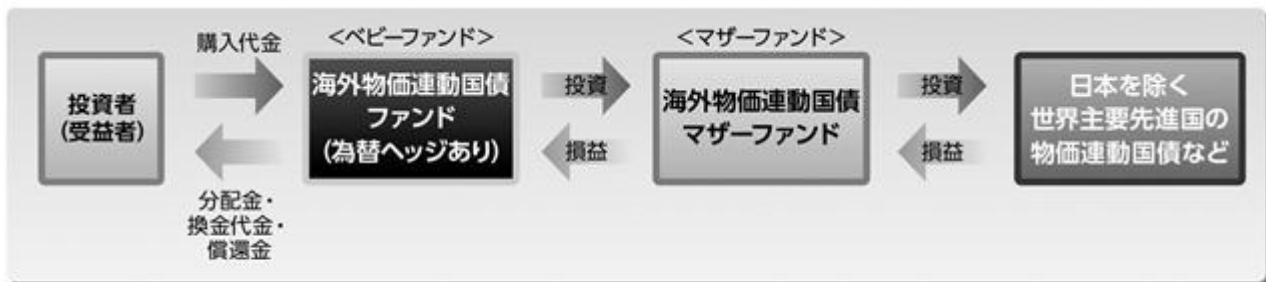 購入代金
投資者
(受益者)
分配金・
換金代金・
償還金
＜ベビーファンド＞
海外物価連動国債
ファンド
(為替ヘッジあり)
投資
損益
＜マザーファンド＞
海外物価連動国債
マザーファンド
投資
損益
日本を除く
世界主要先進国の
物価連動国債など